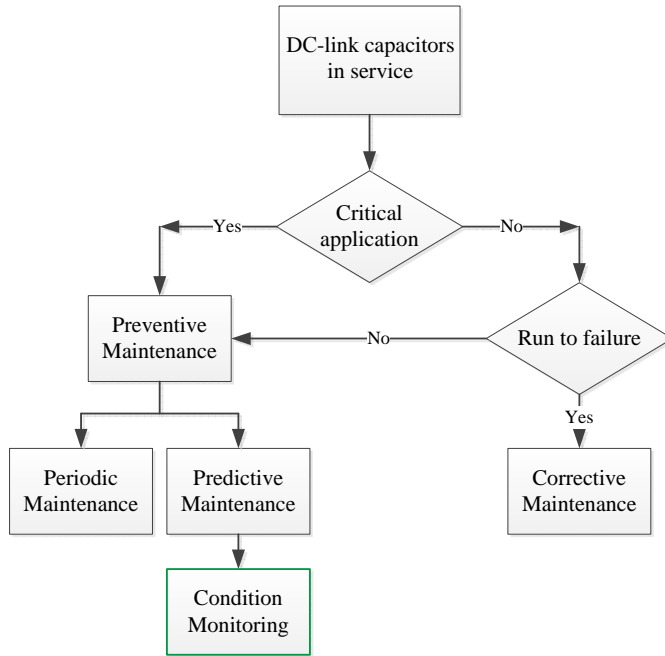 DC-link capacitors
in service
Critical
application
Yes
No
Preventive
Maintenance
No
Run to failure
Yes
Periodic
Maintenance
Predictive
Maintenance
Corrective
Maintenance
Condition
Monitoring